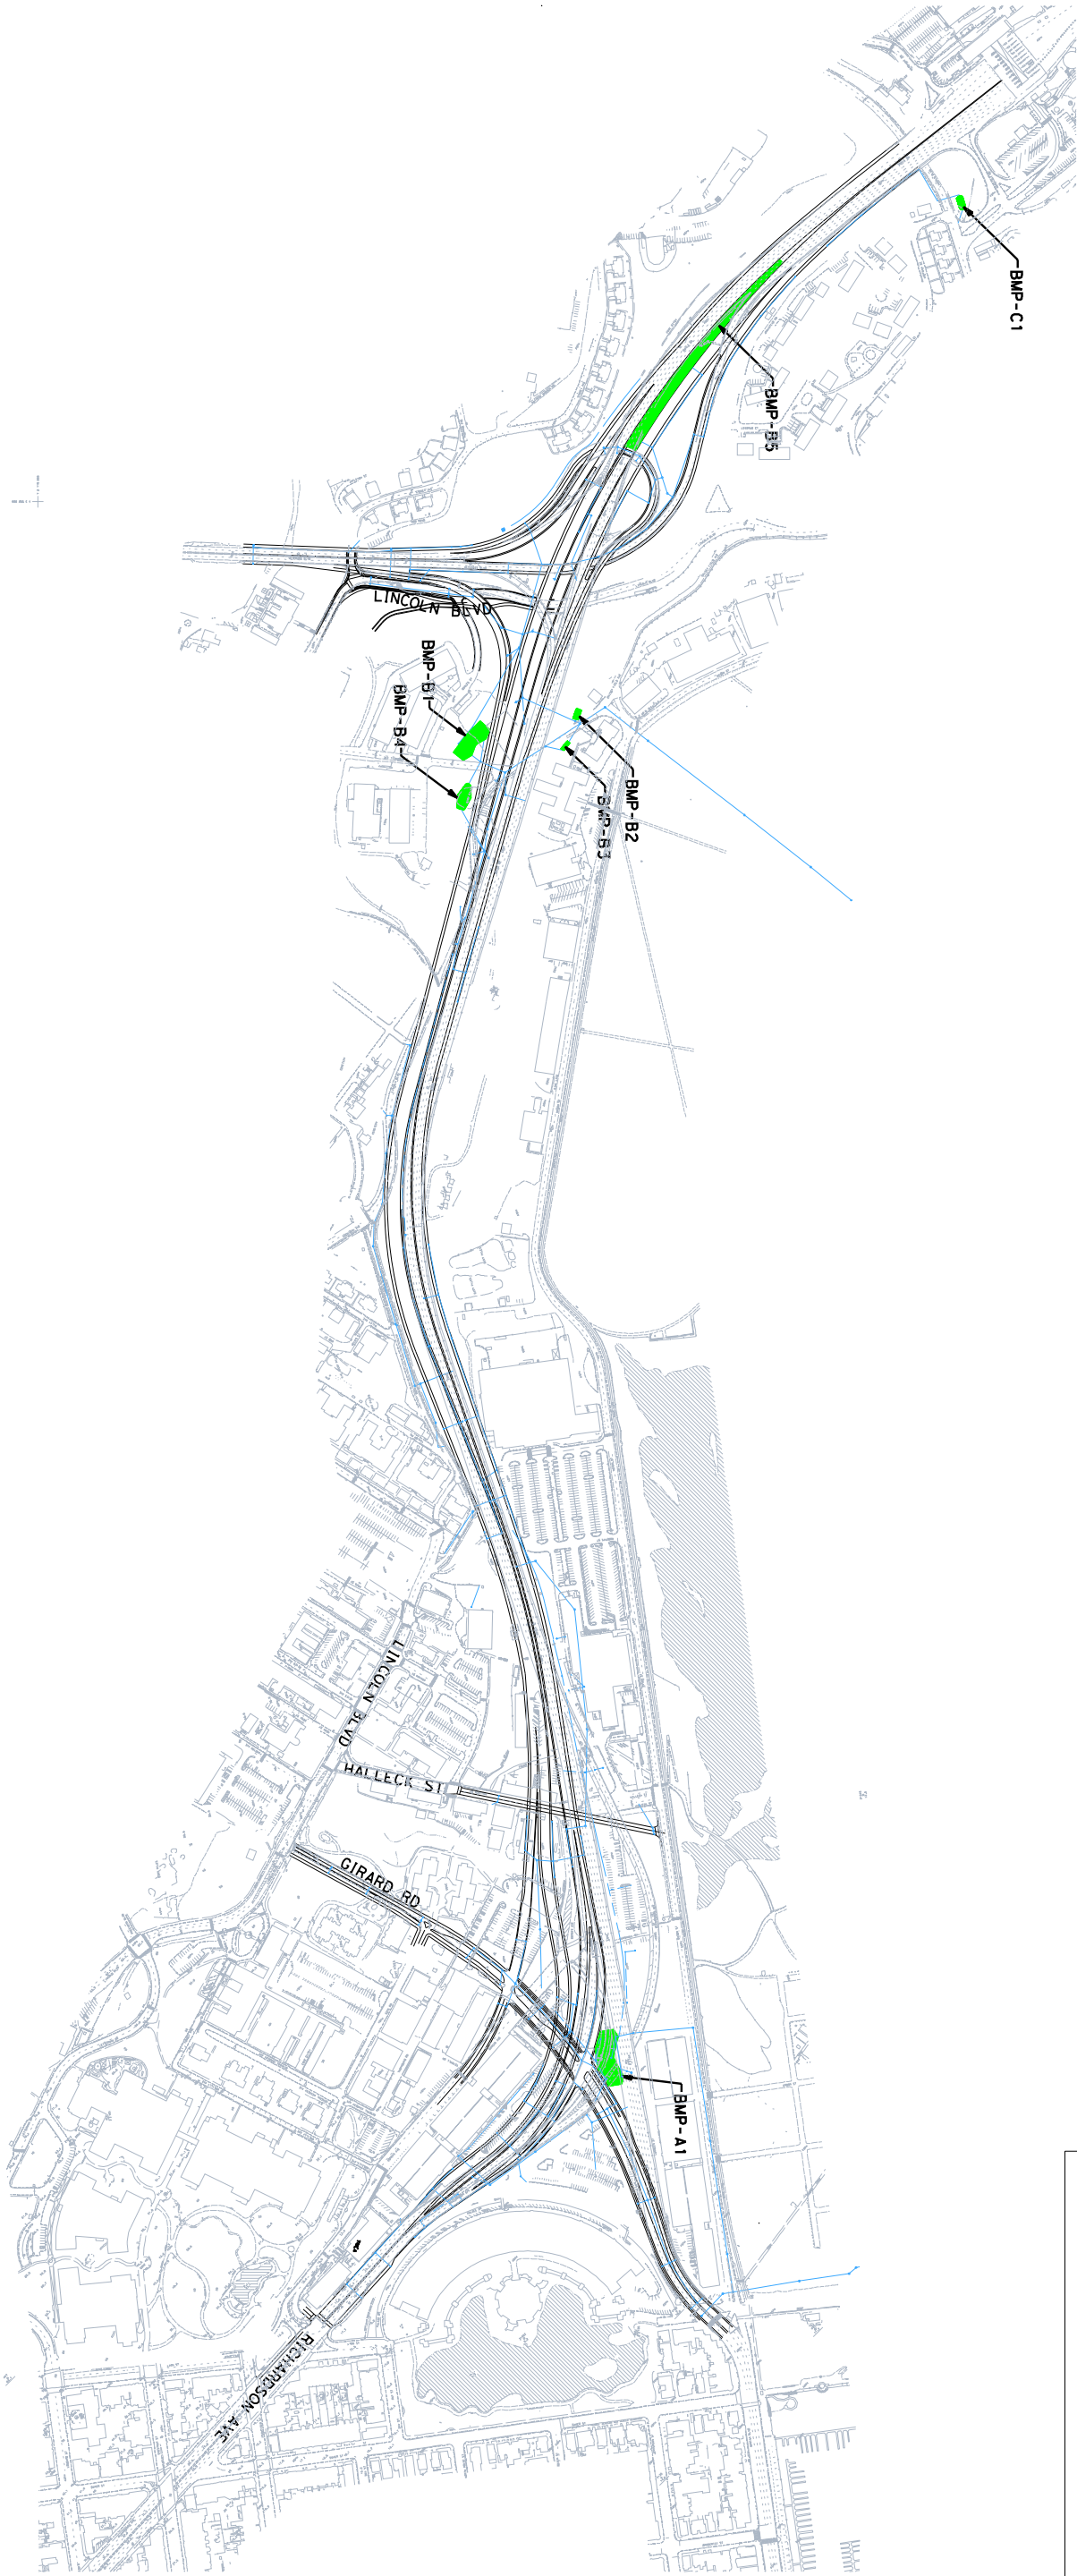 BMP-C1
BMP-B5
LINCOLN BLVD
BMP-B1
BMP-B4
BMP-B2
BMP-B3
LINCOLN BLVD
HALLECK ST
GIRARD RD
BMP-A1
RICHARDSON AVE